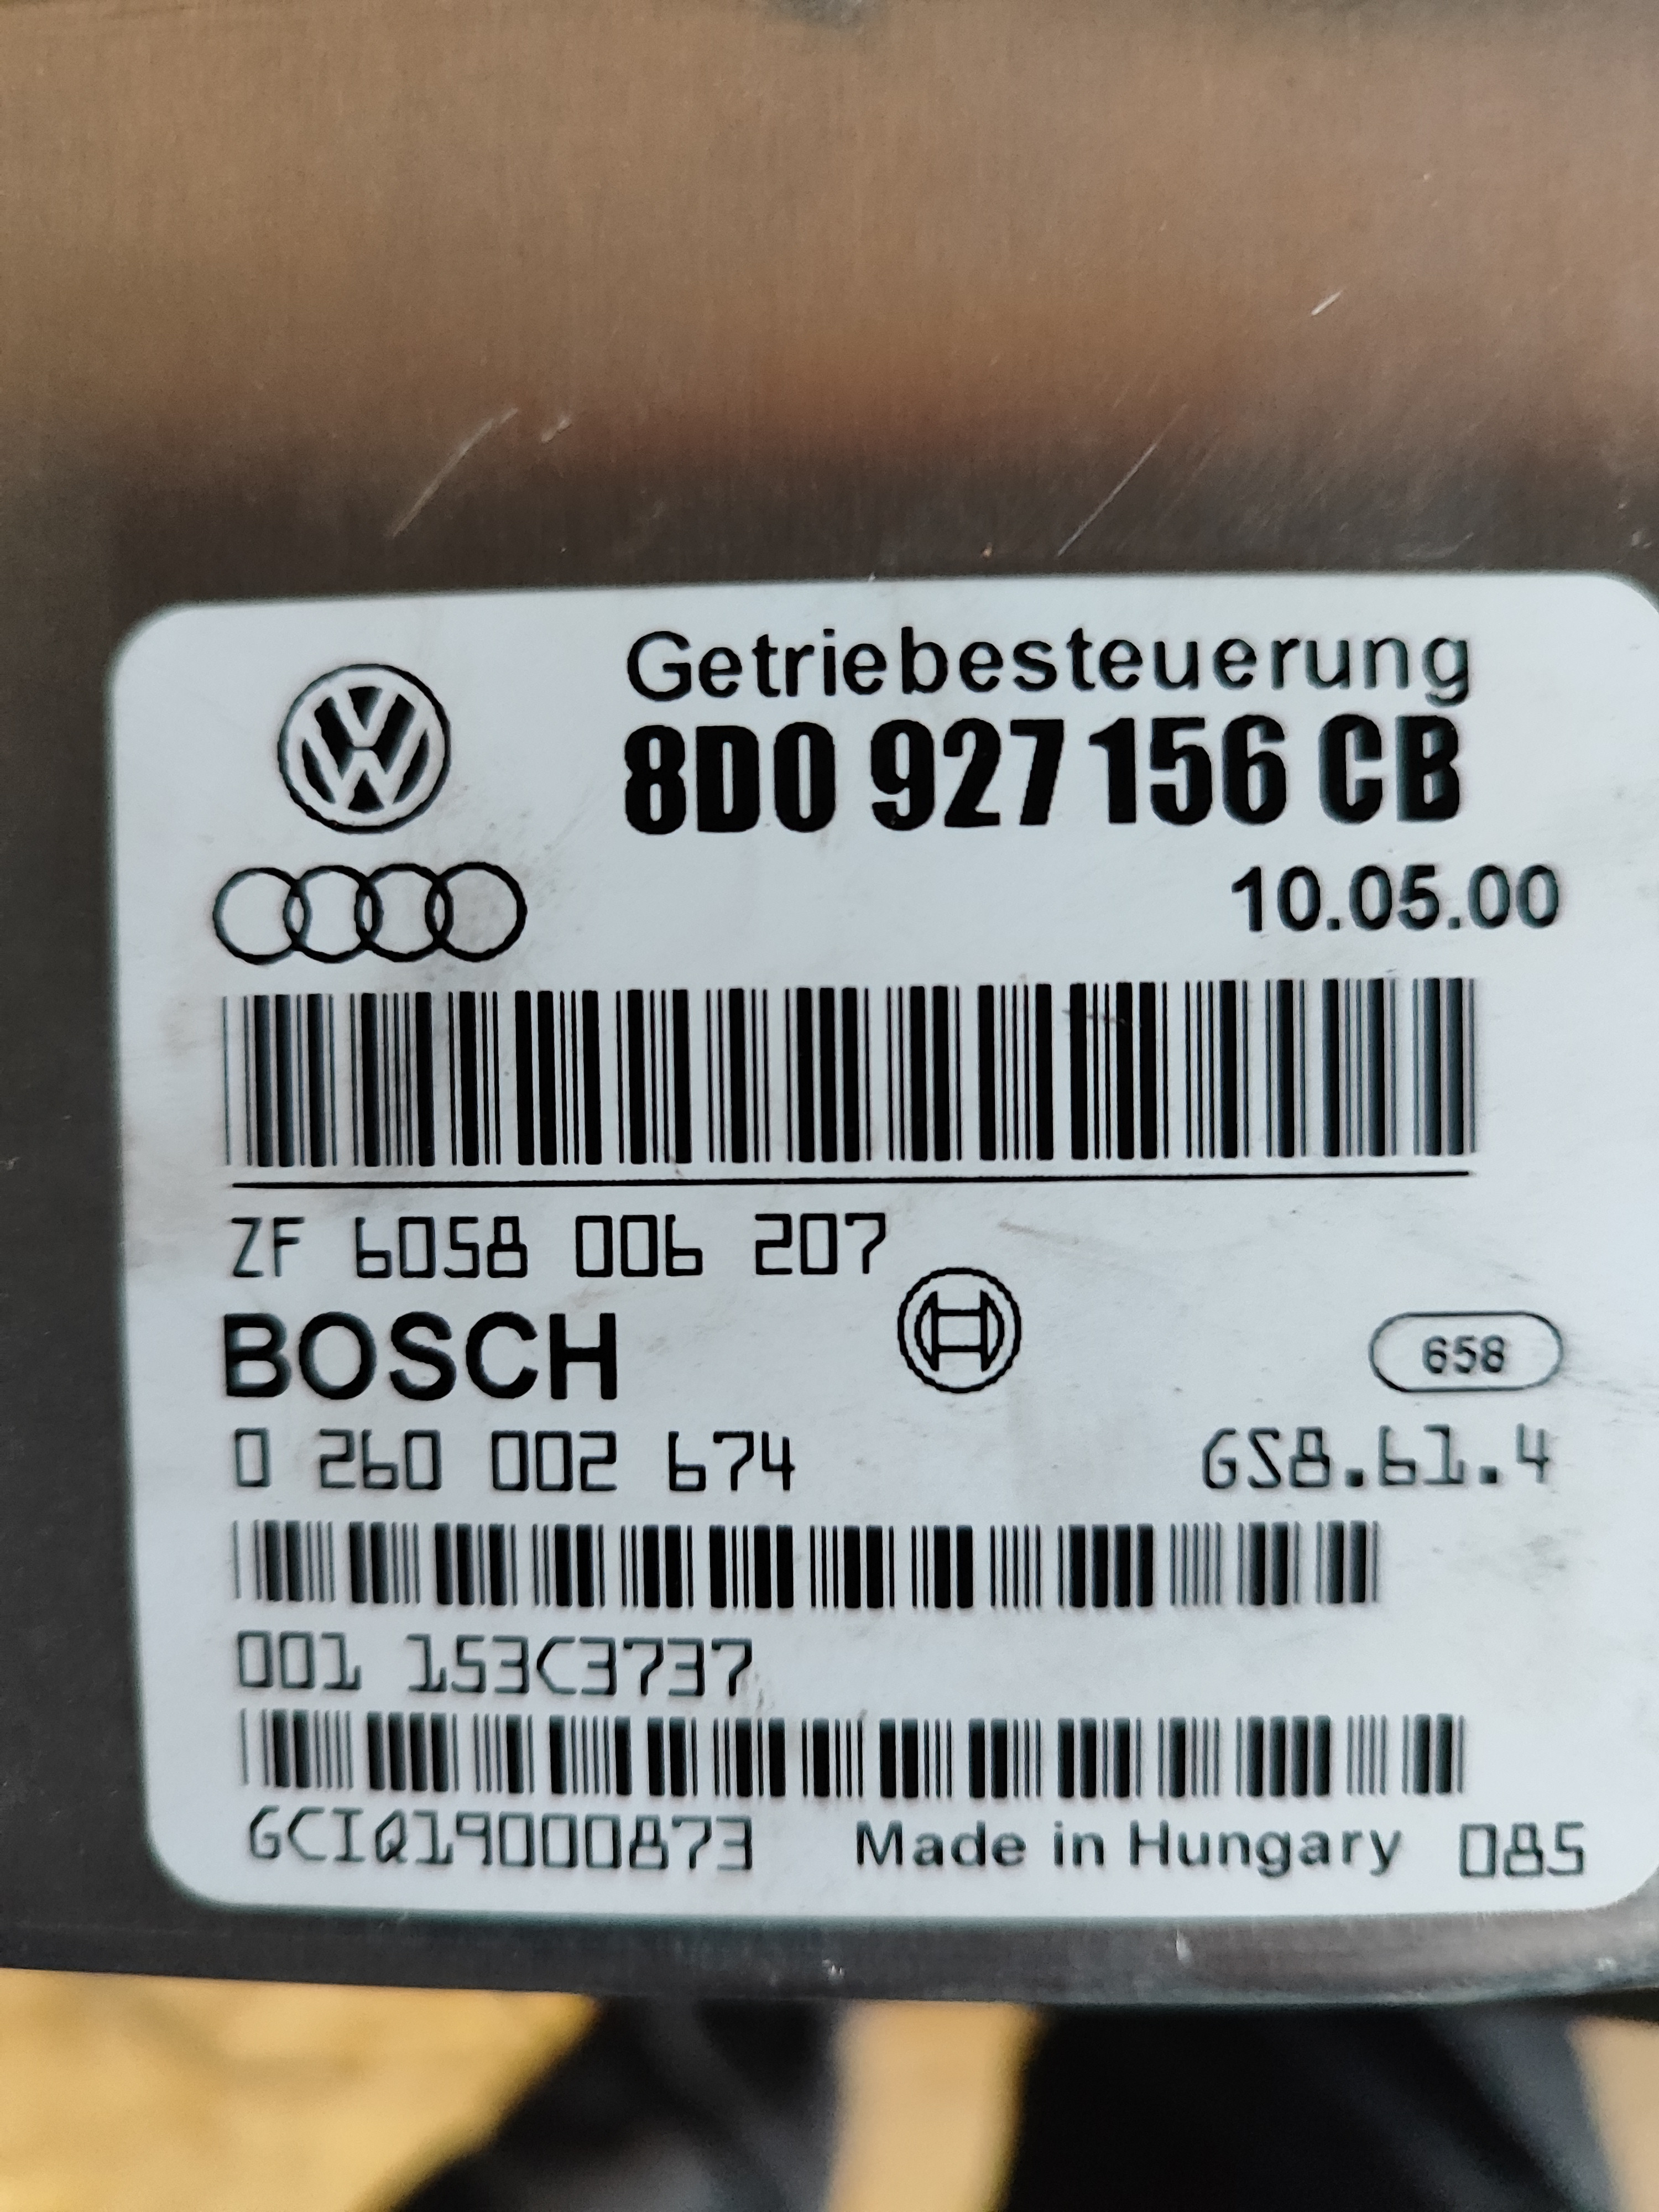 Getriebesteuerung
8D0 927 156 CB
10.05.00
ZF 6058 006 207
BOSCH
658
0 260 002 674 GS8.61.4
001 153C3737
GCIQ19000873 Made in Hungary 085